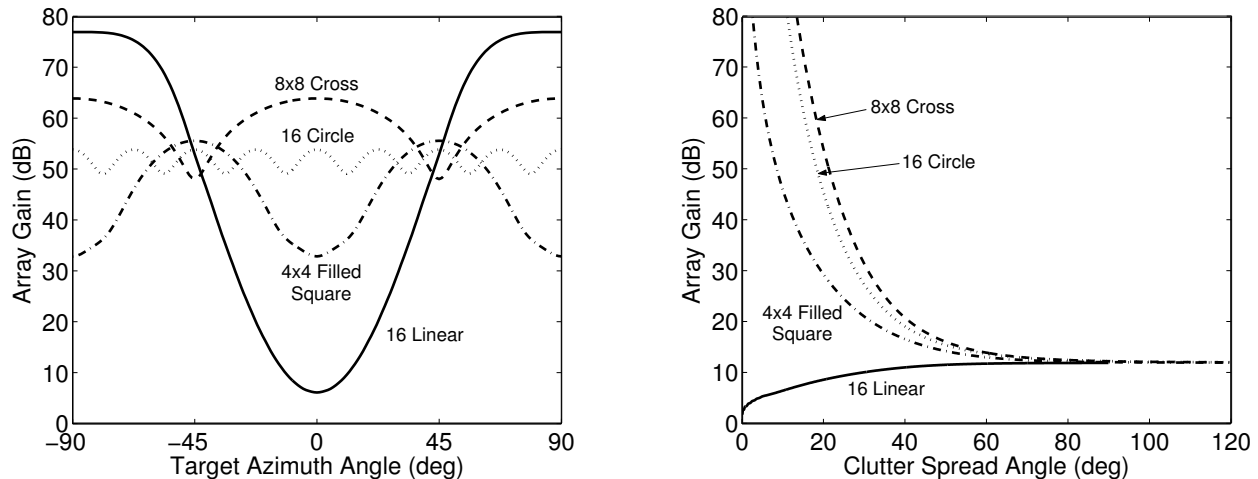 80
70
60
50
40
30
20
10
0
Array Gain (dB)
8x8 Cross
16 Circle
4x4 Filled
Square
16 Linear
−90
−45
0
45
90
Target Azimuth Angle (deg)
80
70
60
50
40
30
20
10
0
Array Gain (dB)
8x8 Cross
16 Circle
4x4 Filled
Square
16 Linear
0
20
40
60
80
100
120
Clutter Spread Angle (deg)